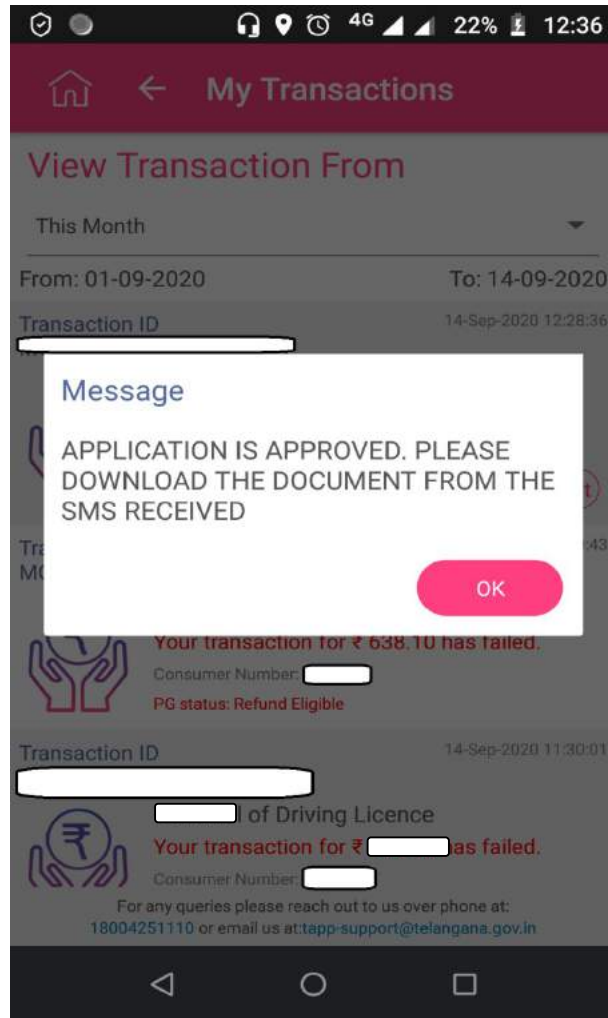 4G 22% 12:36
My Transactions
View Transaction From
This Month
From: 01-09-2020 To: 14-09-2020
Transaction ID 14-Sep-2020 12:28:36
Message
APPLICATION IS APPROVED. PLEASE
DOWNLOAD THE DOCUMENT FROM THE
SMS RECEIVED
OK
Your transaction for ₹ 638.10 has failed.
Consumer Number:
PG status: Refund Eligible
Transaction ID 14-Sep-2020 11:30:01
of Driving Licence
Your transaction for ₹ has failed.
Consumer Number:
For any queries please reach out to us over phone at:
18004251110 or email us at:tapp-support@telangana.gov.in